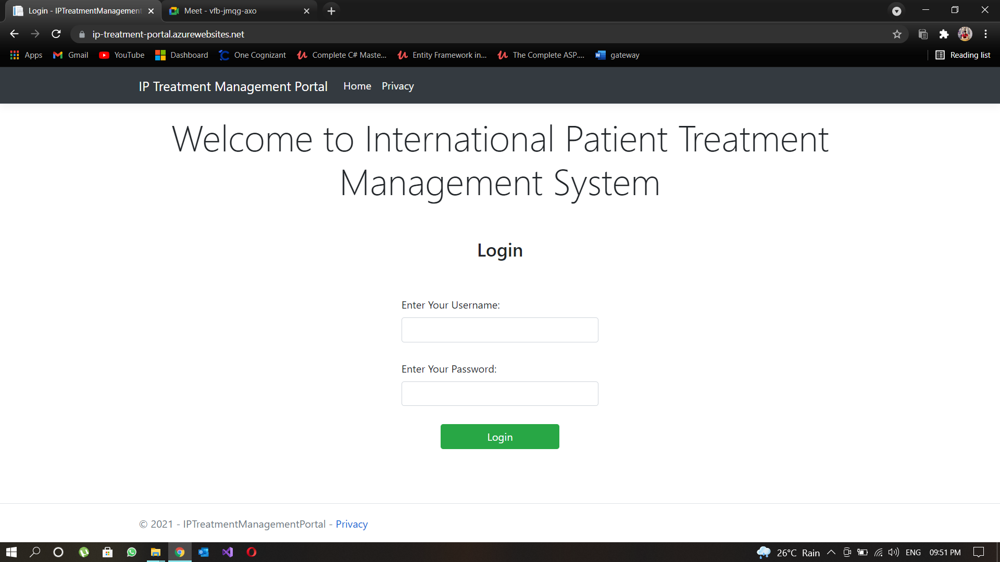 Login - IPTreatmentManagement
Meet - vfb-jmqg-axo
ip-treatment-portal.azurewebsites.net
Apps
Gmail
YouTube
Dashboard
One Cognizant
Complete C# Maste...
Entity Framework in...
The Complete ASP....
gateway
Reading list
IP Treatment Management Portal
Home
Privacy
Welcome to International Patient Treatment
Management System
Login
Enter Your Username:
Enter Your Password:
Login
© 2021 - IPTreatmentManagementPortal - Privacy
26°C Rain
ENG
09:51 PM